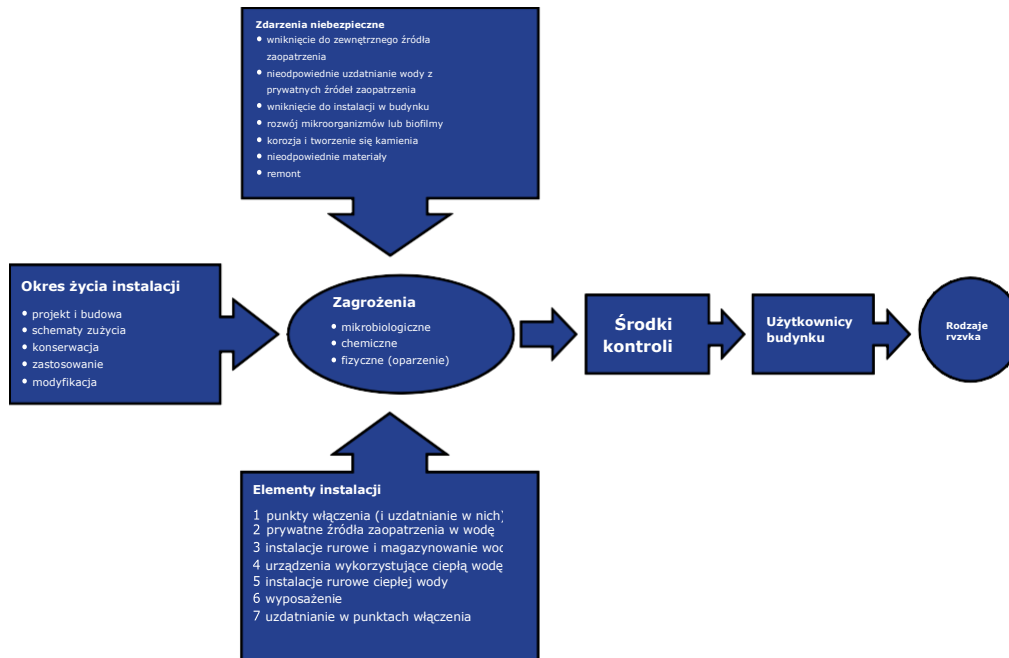 Zdarzenia niebezpieczne
• wniknięcie do zewnętrznego źródła
zaopatrzenia
• nieodpowiednie uzdatnianie wody z
prywatnych źródeł zaopatrzenia
• wniknięcie do instalacji w budynku
• rozwój mikroorganizmów lub biofilmy
• korozja i tworzenie się kamienia
• nieodpowiednie materiały
• remont
Okres życia instalacji
• projekt i budowa
• schematy zużycia
• konserwacja
• zastosowanie
• modyfikacja
Zagrożenia
• mikrobiologiczne
• chemiczne
• fizyczne (oparzenie)
Środki
kontroli
Użytkownicy
budynku
Rodzaje
ryzyka
Elementy instalacji
1 punkty włączenia (i uzdatnianie w nich)
2 prywatne źródła zaopatrzenia w wodę
3 instalacje rurowe i magazynowanie woc
4 urządzenia wykorzystujące ciepłą wodę
5 instalacje rurowe ciepłej wody
6 wyposażenie
7 uzdatnianie w punktach włączenia